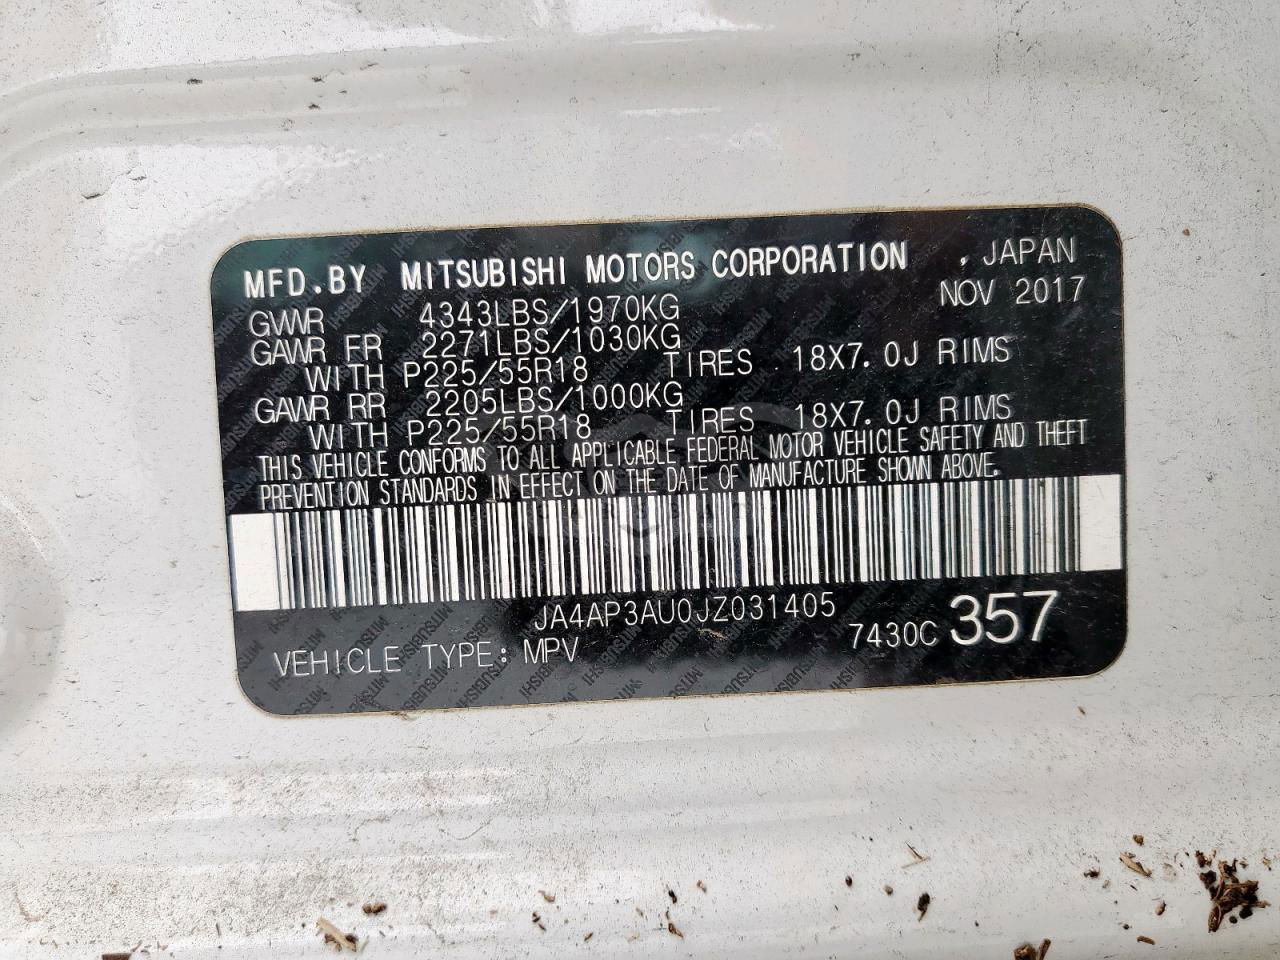 MFD.BY MITSUBISHI MOTORS CORPORATION , JAPAN
NOV 2017
GVWR 4343LBS/1970KG
GAWR FR 2271LBS/1030KG
WITH P225/55R18 TIRES 18X7.0J RIMS
GAWR RR 2205LBS/1000KG
WITH P225/55R18 TIRES 18X7.0J RIMS
THIS VEHICLE CONFORMS TO ALL APPLICABLE FEDERAL MOTOR VEHICLE SAFETY AND THEFT
PREVENTION STANDARDS IN EFFECT ON THE DATE OF MANUFACTURE SHOWN ABOVE.
JA4AP3AU0JZ031405
VEHICLE TYPE: MPV 7430C 357